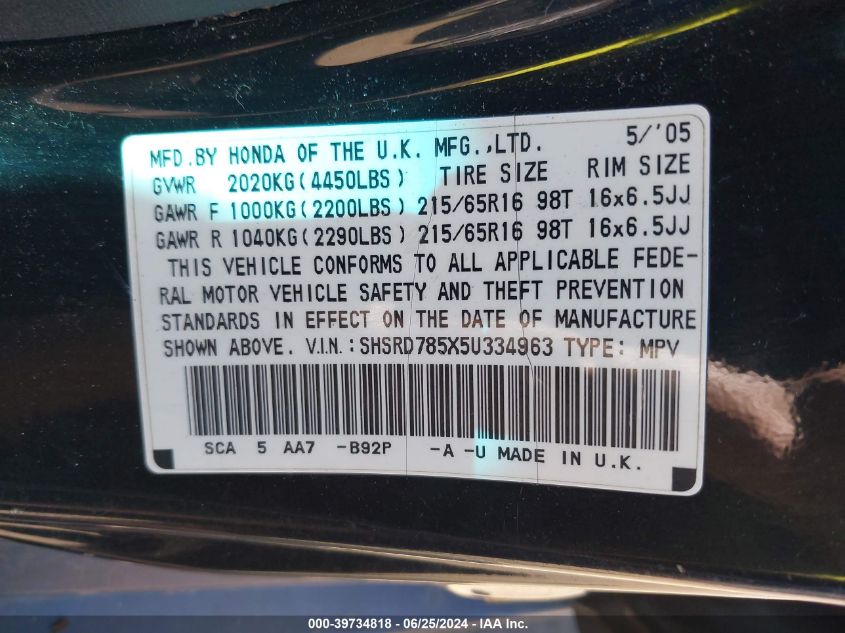 MFD.BY HONDA OF THE U.K. MFG.,LTD. 5/'05
GVWR 2020KG(4450LBS) TIRE SIZE RIM SIZE
GAWR F 1000KG(2200LBS) 215/65R16 98T 16x6.5JJ
GAWR R 1040KG(2290LBS) 215/65R16 98T 16x6.5JJ
THIS VEHICLE CONFORMS TO ALL APPLICABLE FEDE-
RAL MOTOR VEHICLE SAFETY AND THEFT PREVENTION
STANDARDS IN EFFECT ON THE DATE OF MANUFACTURE
SHOWN ABOVE. V.I.N.: SHSRD785X5U334963 TYPE: MPV
SCA 5 AA7 -B92P -A -U MADE IN U.K.
000-39734818 - 06/25/2024 - IAA Inc.